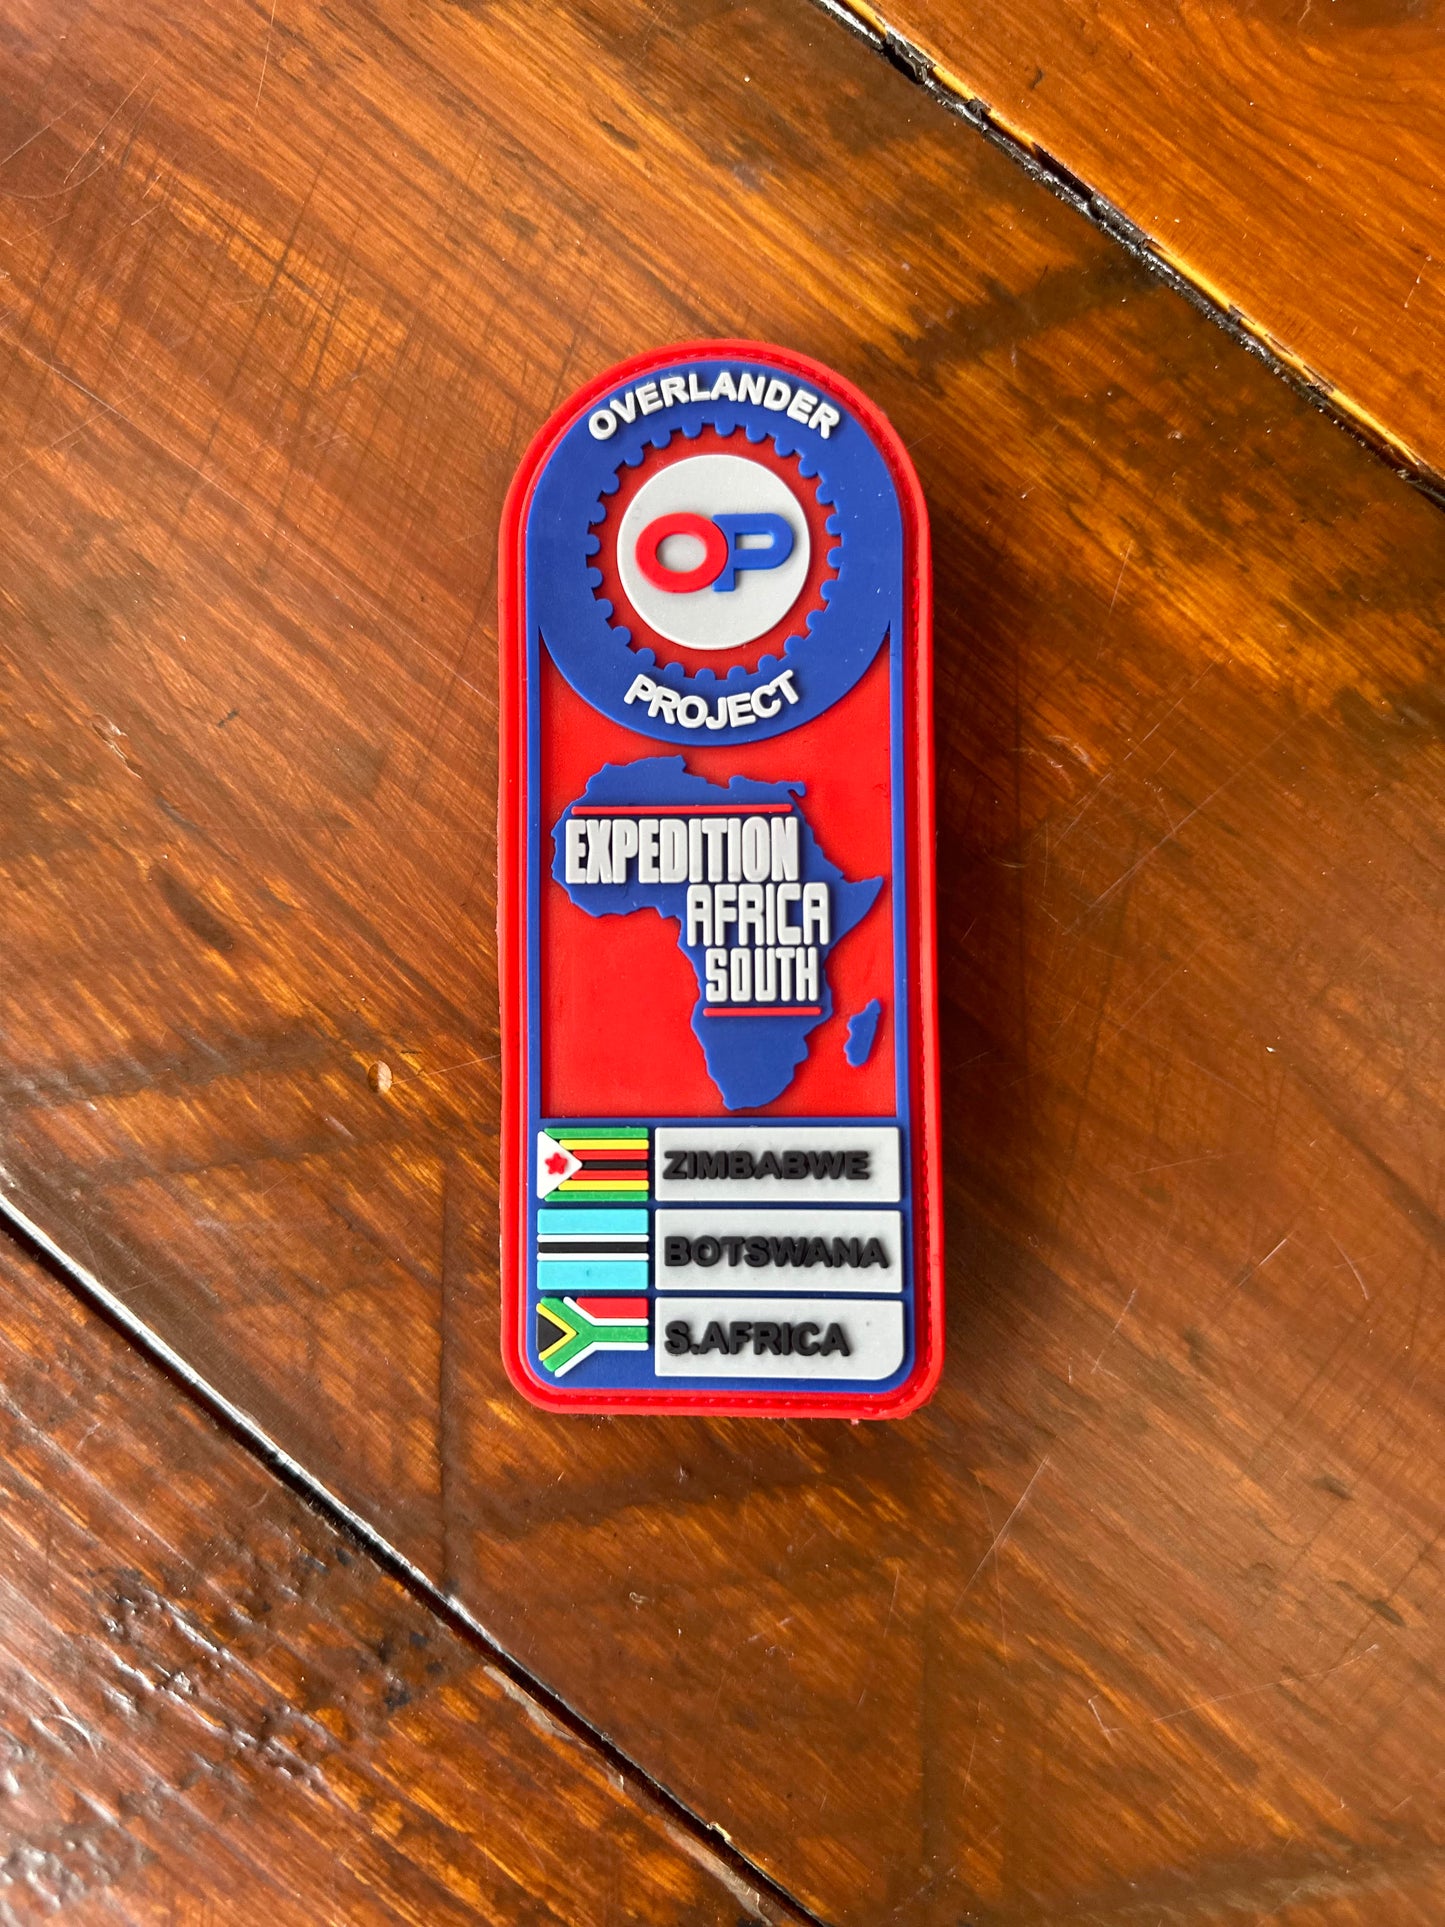 OVERLANDER
OP
PROJECT
EXPEDITION
AFRICA
SOUTH
ZIMBABWE
BOTSWANA
S.AFRICA